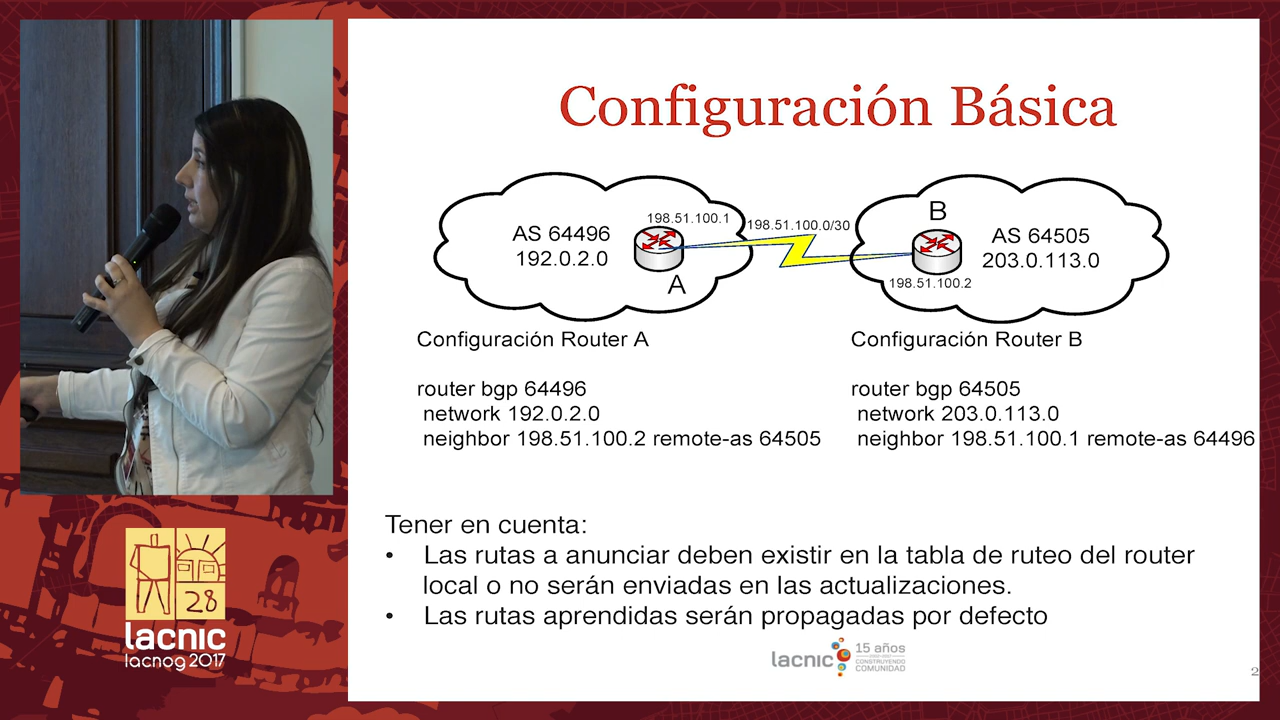 Configuración Básica
198.51.100.1
198.51.100.0/30
B
AS 64496
192.0.2.0
AS 64505
203.0.113.0
A
198.51.100.2
Configuración Router A
router bgp 64496
network 192.0.2.0
neighbor 198.51.100.2 remote-as 64505
Configuración Router B
router bgp 64505
network 203.0.113.0
neighbor 198.51.100.1 remote-as 64496
Tener en cuenta:
• Las rutas a anunciar deben existir en la tabla de ruteo del router
local o no serán enviadas en las actualizaciones.
• Las rutas aprendidas serán propagadas por defecto
28
lacnic
lacnog 2017
lacnic
15 años
CONSTRUYENDO
COMUNIDAD
2